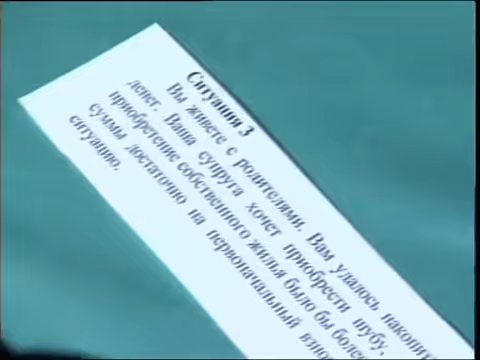 Ситуация 3
Вы живете с родителями. Вам удалось накопи
денег. Ваша супруга хочет приобрести шубу,
приобретение собственного жилья было бы более
суммы достаточно на первоначальный взно
ситуацию.